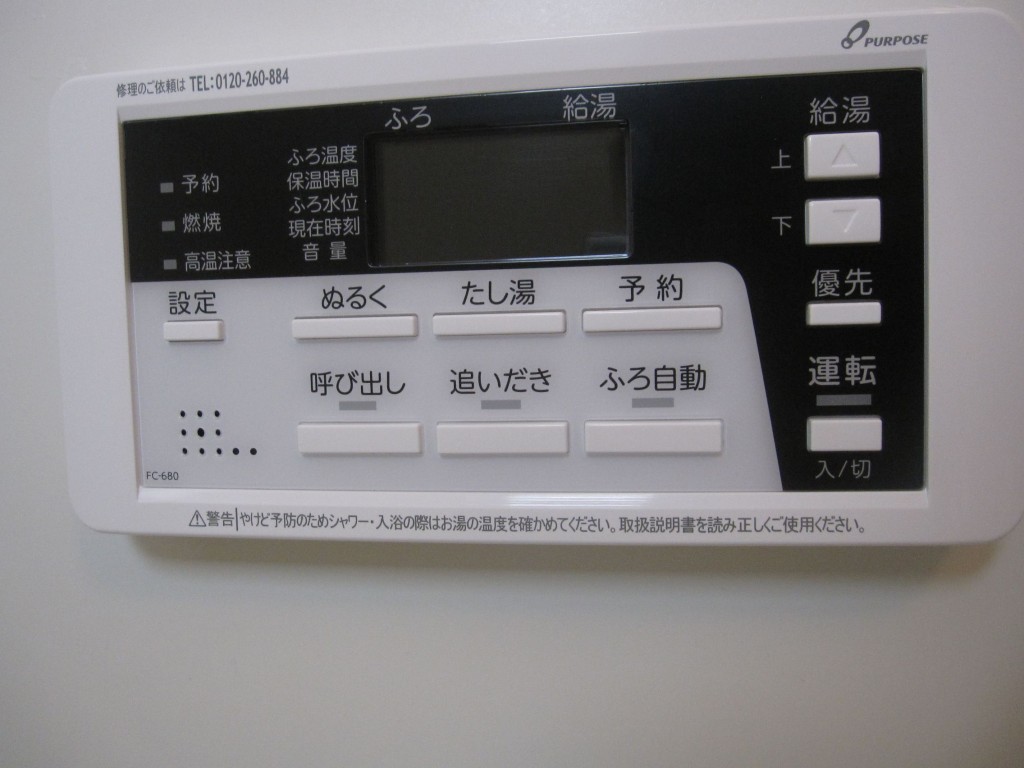 PURPOSE
修理のご依頼は TEL:0120-260-884
ふろ 給湯
給湯
ふろ温度
上
予約
保温時間
ふろ水位
燃焼
現在時刻
下
高温注意
音量
設定
ぬるく
たし湯
予約
優先
呼び出し
追いだき
ふろ自動
運転
入/切
FC-680
⚠警告 やけど予防のためシャワー・入浴の際はお湯の温度を確かめてください。取扱説明書を読み正しくご使用ください。